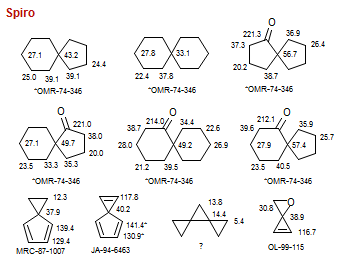 Spiro
27.1 43.2 24.4
25.0 39.1 39.1
"OMR-74-346
27.8 33.1
22.4 37.8
"OMR-74-346
O
221.3 36.9
37.3 26.4
56.7
20.2 38.7
"OMR-74-346
O
221.0
27.1 49.7 38.0
20.0
23.5 33.3 35.3
"OMR-74-346
O
38.7 214.0 34.4 22.6
28.0 49.2 26.9
21.2 39.5
"OMR-74-346
O
39.6 212.1 35.9
27.9 57.4 25.7
23.5 40.5
"OMR-74-346
12.3
37.9
139.4
129.4
MRC-87-1007
117.8
40.2
141.4*
130.9*
JA-94-6463
13.8
14.4 5.4
?
O
30.8 38.9
116.7
OL-99-115